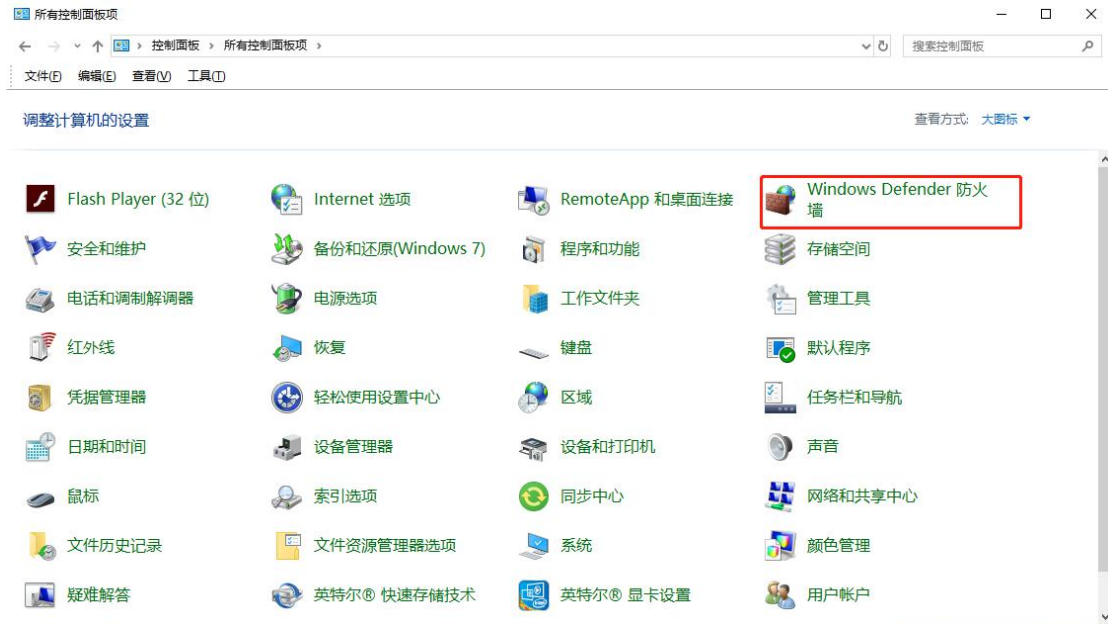 所有控制面板项
控制面板 › 所有控制面板项 ›
搜索控制面板
文件(F) 编辑(E) 查看(V) 工具(T)
调整计算机的设置
查看方式: 大图标
Flash Player (32 位)
Internet 选项
RemoteApp 和桌面连接
Windows Defender 防火
墙
安全和维护
备份和还原(Windows 7)
程序和功能
存储空间
电话和调制解调器
电源选项
工作文件夹
管理工具
红外线
恢复
键盘
默认程序
凭据管理器
轻松使用设置中心
区域
任务栏和导航
日期和时间
设备管理器
设备和打印机
声音
鼠标
索引选项
同步中心
网络和共享中心
文件历史记录
文件资源管理器选项
系统
颜色管理
疑难解答
英特尔® 快速存储技术
英特尔® 显卡设置
用户帐户